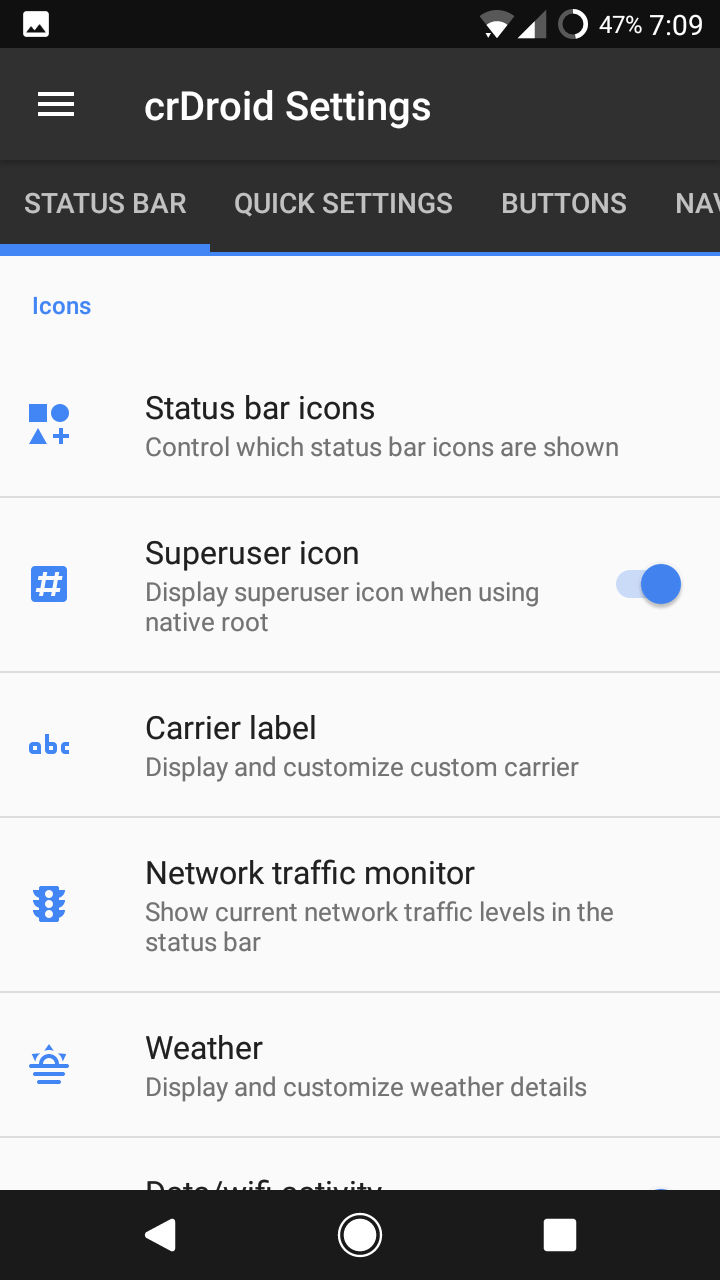 47% 7:09
crDroid Settings
STATUS BAR QUICK SETTINGS BUTTONS NAV
Icons
Status bar icons
Control which status bar icons are shown
#
Superuser icon
Display superuser icon when using
native root
abc
Carrier label
Display and customize custom carrier
Network traffic monitor
Show current network traffic levels in the
status bar
Weather
Display and customize weather details
Data/wifi activity